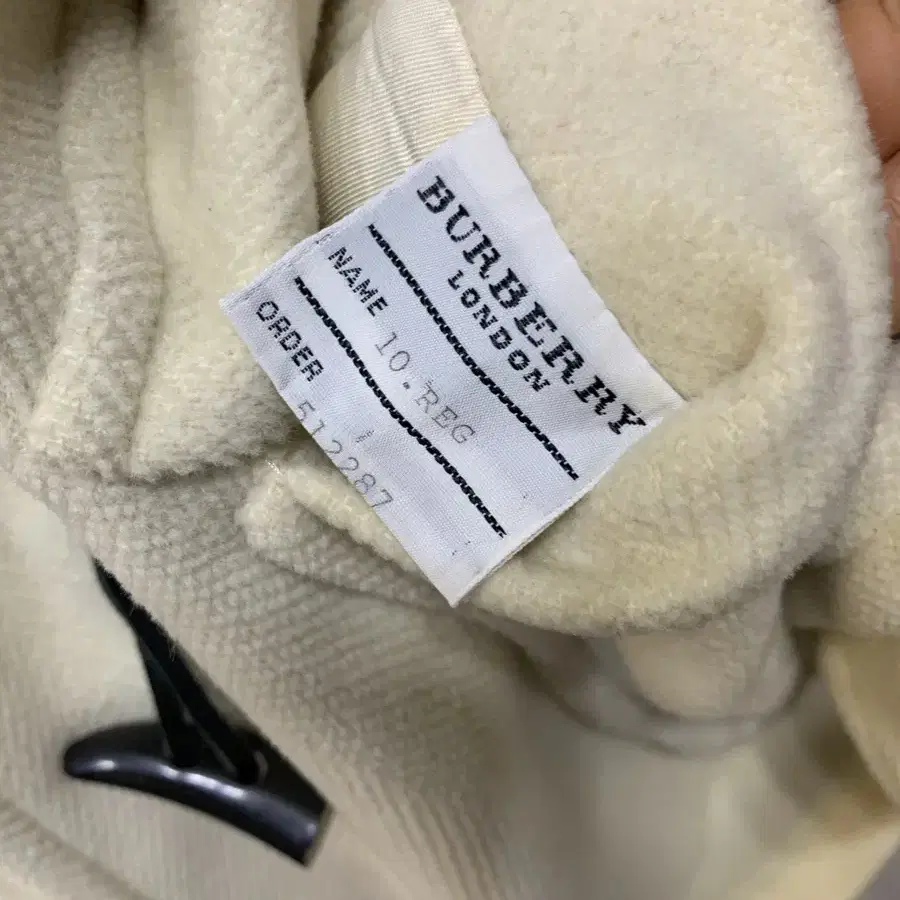 BURBERRY
LONDON
NAME 10.REG
ORDER 512287